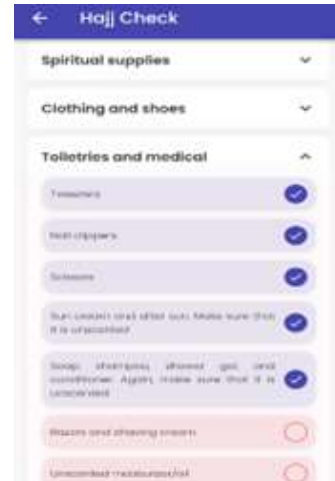 Hajj Check
Spiritual supplies
Clothing and shoes
Toiletries and medical
Tweezers
Nail clippers
Scissors
Sun cream and after sun. Make sure that
it is unscented
Soap, shampoo, shower gel, and
conditioner. Again, make sure that it is
unscented
Razors and shaving cream
Unscented moisturiser/oil